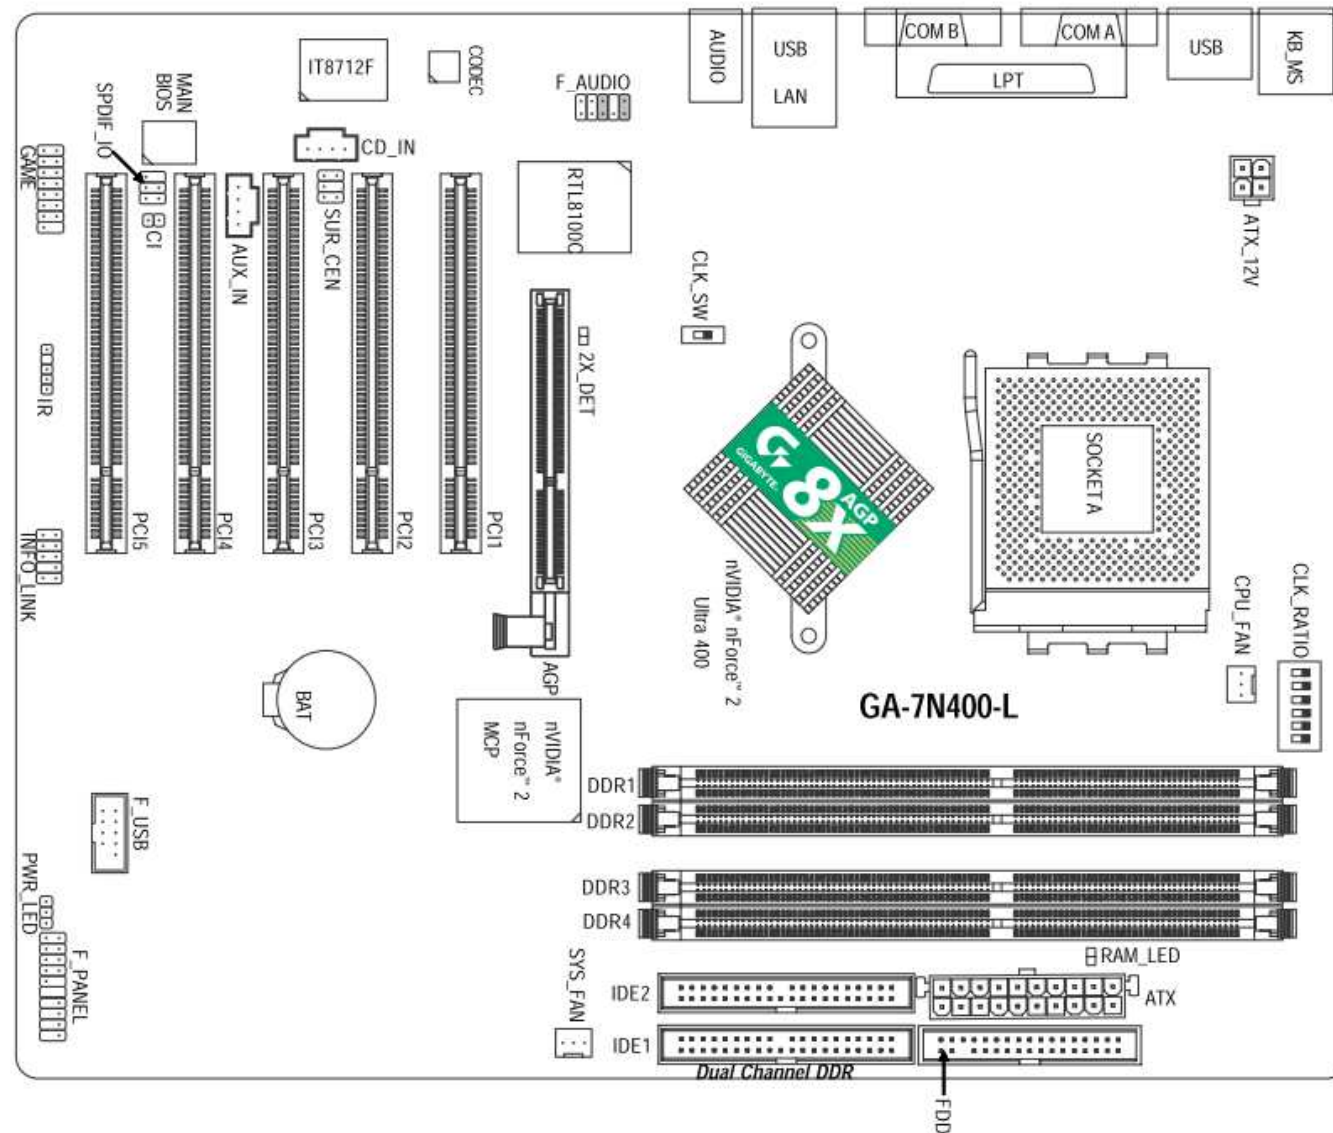 AUDIO
USB
LAN
COM B
COM A
LPT
USB
KB_MS
IT8712F
CODEC
F_AUDIO
MAIN
BIOS
SPDIF_IO
GAME
CD_IN
CI
AUX_IN
SUR_CEN
RTL8100C
ATX_12V
CLK_SW
2X_DET
IR
G
GIGABYTE
8X
AGP
SOCKET A
PCI5
PCI4
PCI3
PCI2
PCI1
INFO_LINK
nVIDIA® nForce™ 2
Ultra 400
CPU_FAN
CLK_RATIO
AGP
BAT
GA-7N400-L
nVIDIA®
nForce™ 2
MCP
DDR1
DDR2
F_USB
DDR3
DDR4
PWR_LED
F_PANEL
RAM_LED
SYS_FAN
IDE2
ATX
IDE1
Dual Channel DDR
FDD